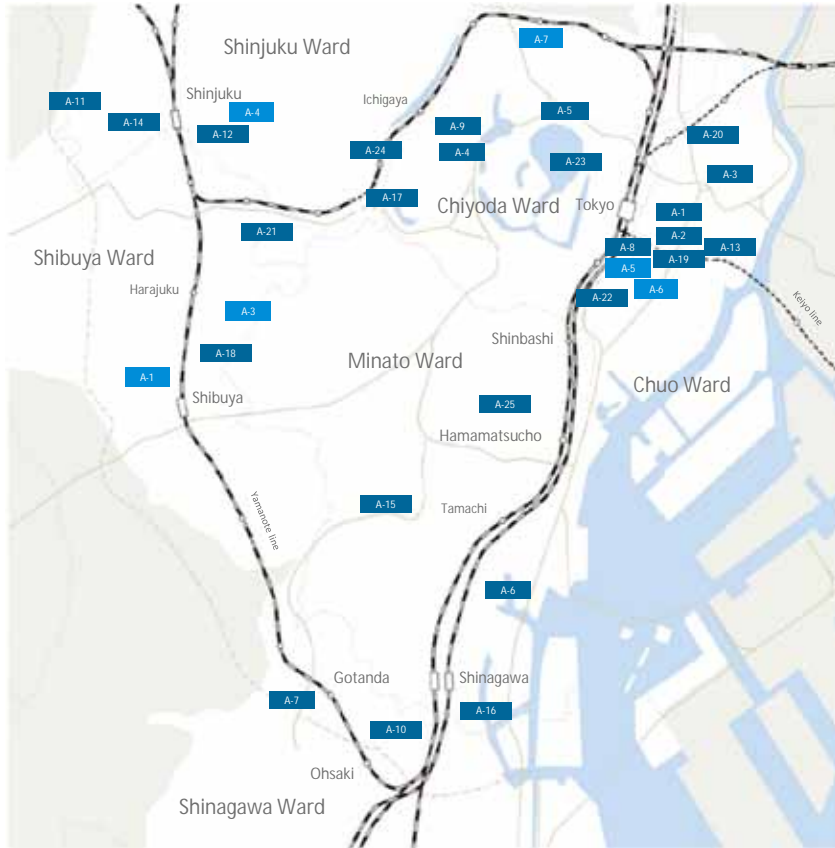 Shinjuku Ward
A-7
Shinjuku
Ichigaya
A-11
A-14
A-4
A-12
A-9
A-5
A-24
A-4
A-23
A-20
A-3
A-17
Chiyoda Ward
Tokyo
A-1
A-21
A-2
A-8
A-13
A-19
A-5
Shibuya Ward
Harajuku
A-6
A-22
Keiyo line
A-3
Shinbashi
A-18
Minato Ward
A-1
Shibuya
Chuo Ward
A-25
Hamamatsucho
A-15
Tamachi
Yamanote line
A-6
Gotanda
Shinagawa
A-7
A-16
A-10
Ohsaki
Shinagawa Ward